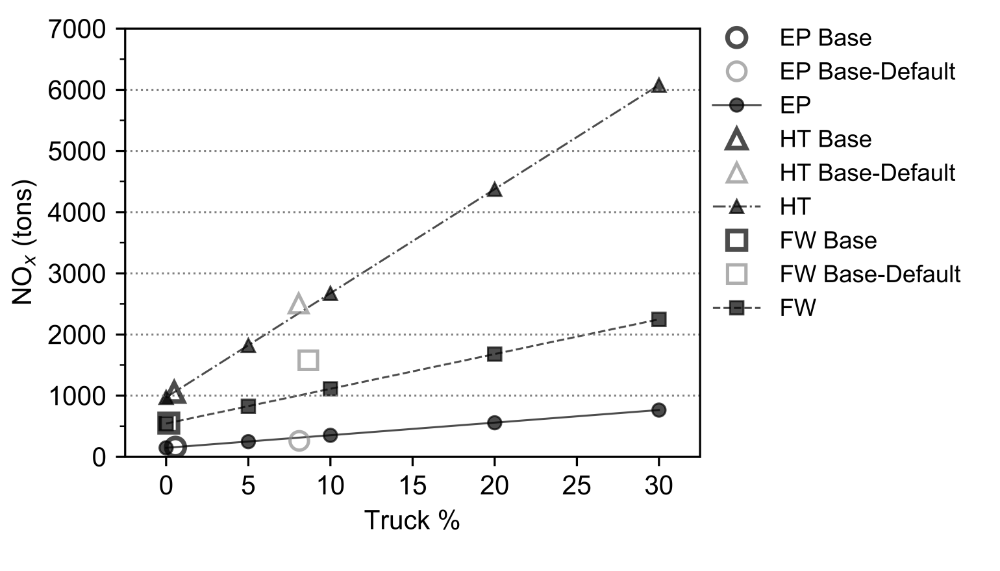 7000
6000
5000
4000
3000
2000
1000
0
NOx (tons)
0 5 10 15 20 25 30
Truck %
EP Base
EP Base-Default
EP
HT Base
HT Base-Default
HT
FW Base
FW Base-Default
FW